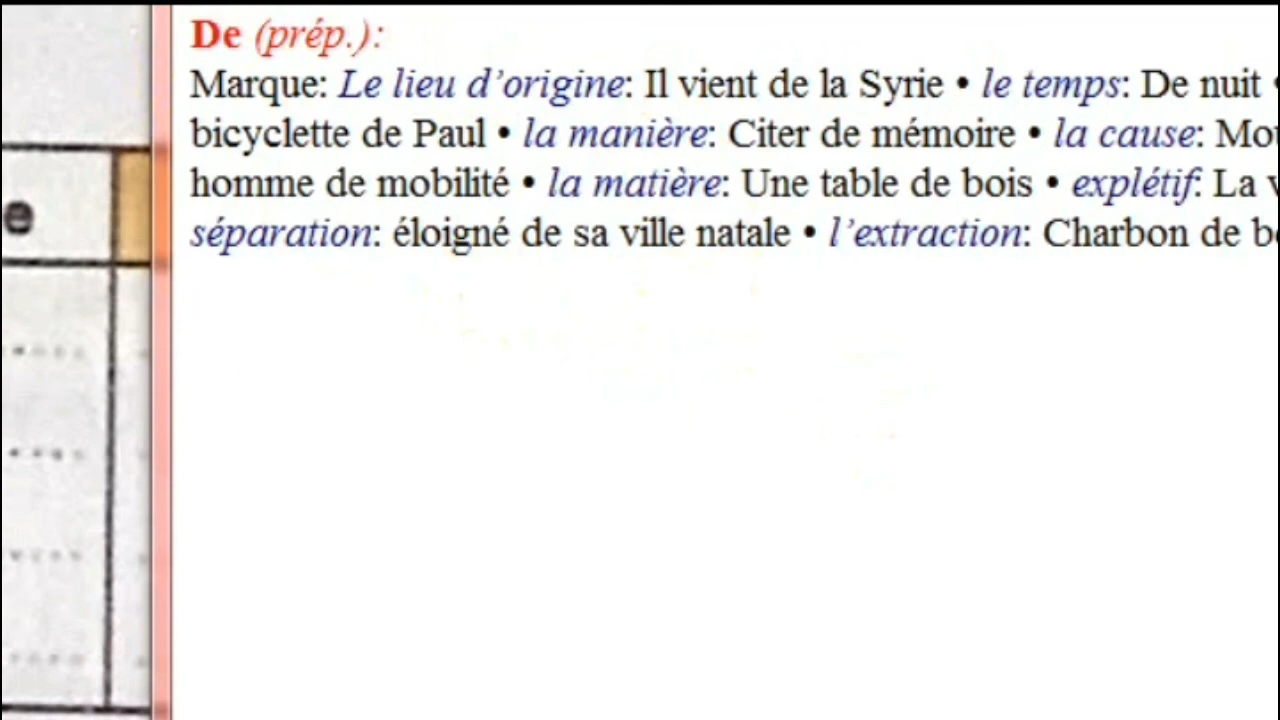 De (prép.):
Marque: Le lieu d’origine: Il vient de la Syrie • le temps: De nuit
bicyclette de Paul • la manière: Citer de mémoire • la cause:
homme de mobilité • la matière: Une table de bois • explétif: La
séparation: éloigné de sa ville natale • l’extraction: Charbon de
e